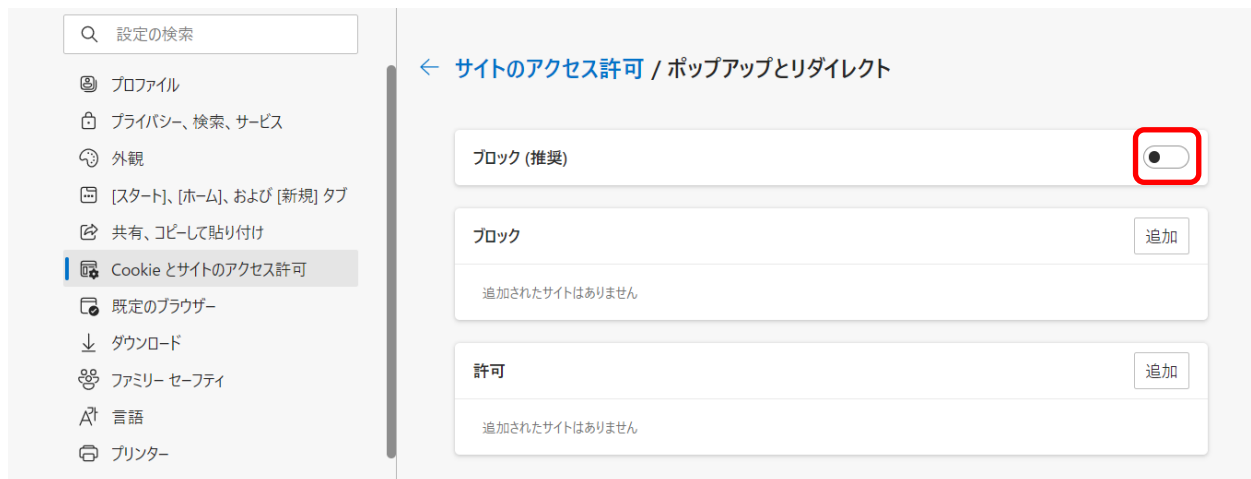 設定の検索
プロファイル
プライバシー、検索、サービス
外観
[スタート]、[ホーム]、および [新規] タブ
共有、コピーして貼り付け
Cookie とサイトのアクセス許可
既定のブラウザー
ダウンロード
ファミリー セーフティ
言語
プリンター
サイトのアクセス許可 / ポップアップとリダイレクト
ブロック (推奨)
ブロック
追加
追加されたサイトはありません
許可
追加
追加されたサイトはありません